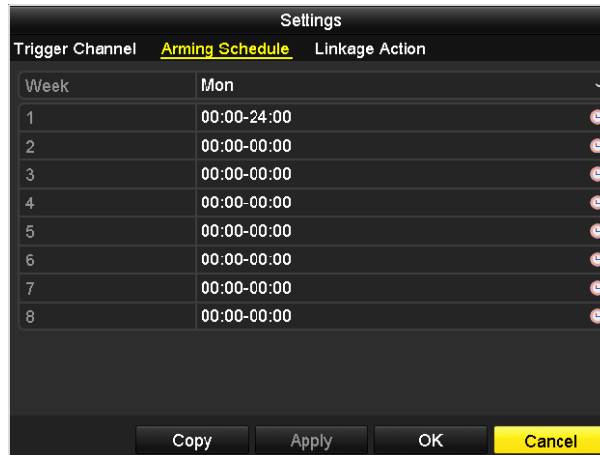 Settings
Trigger Channel Arming Schedule Linkage Action
Week Mon
1 00:00-24:00
2 00:00-00:00
3 00:00-00:00
4 00:00-00:00
5 00:00-00:00
6 00:00-00:00
7 00:00-00:00
8 00:00-00:00
Copy Apply OK Cancel